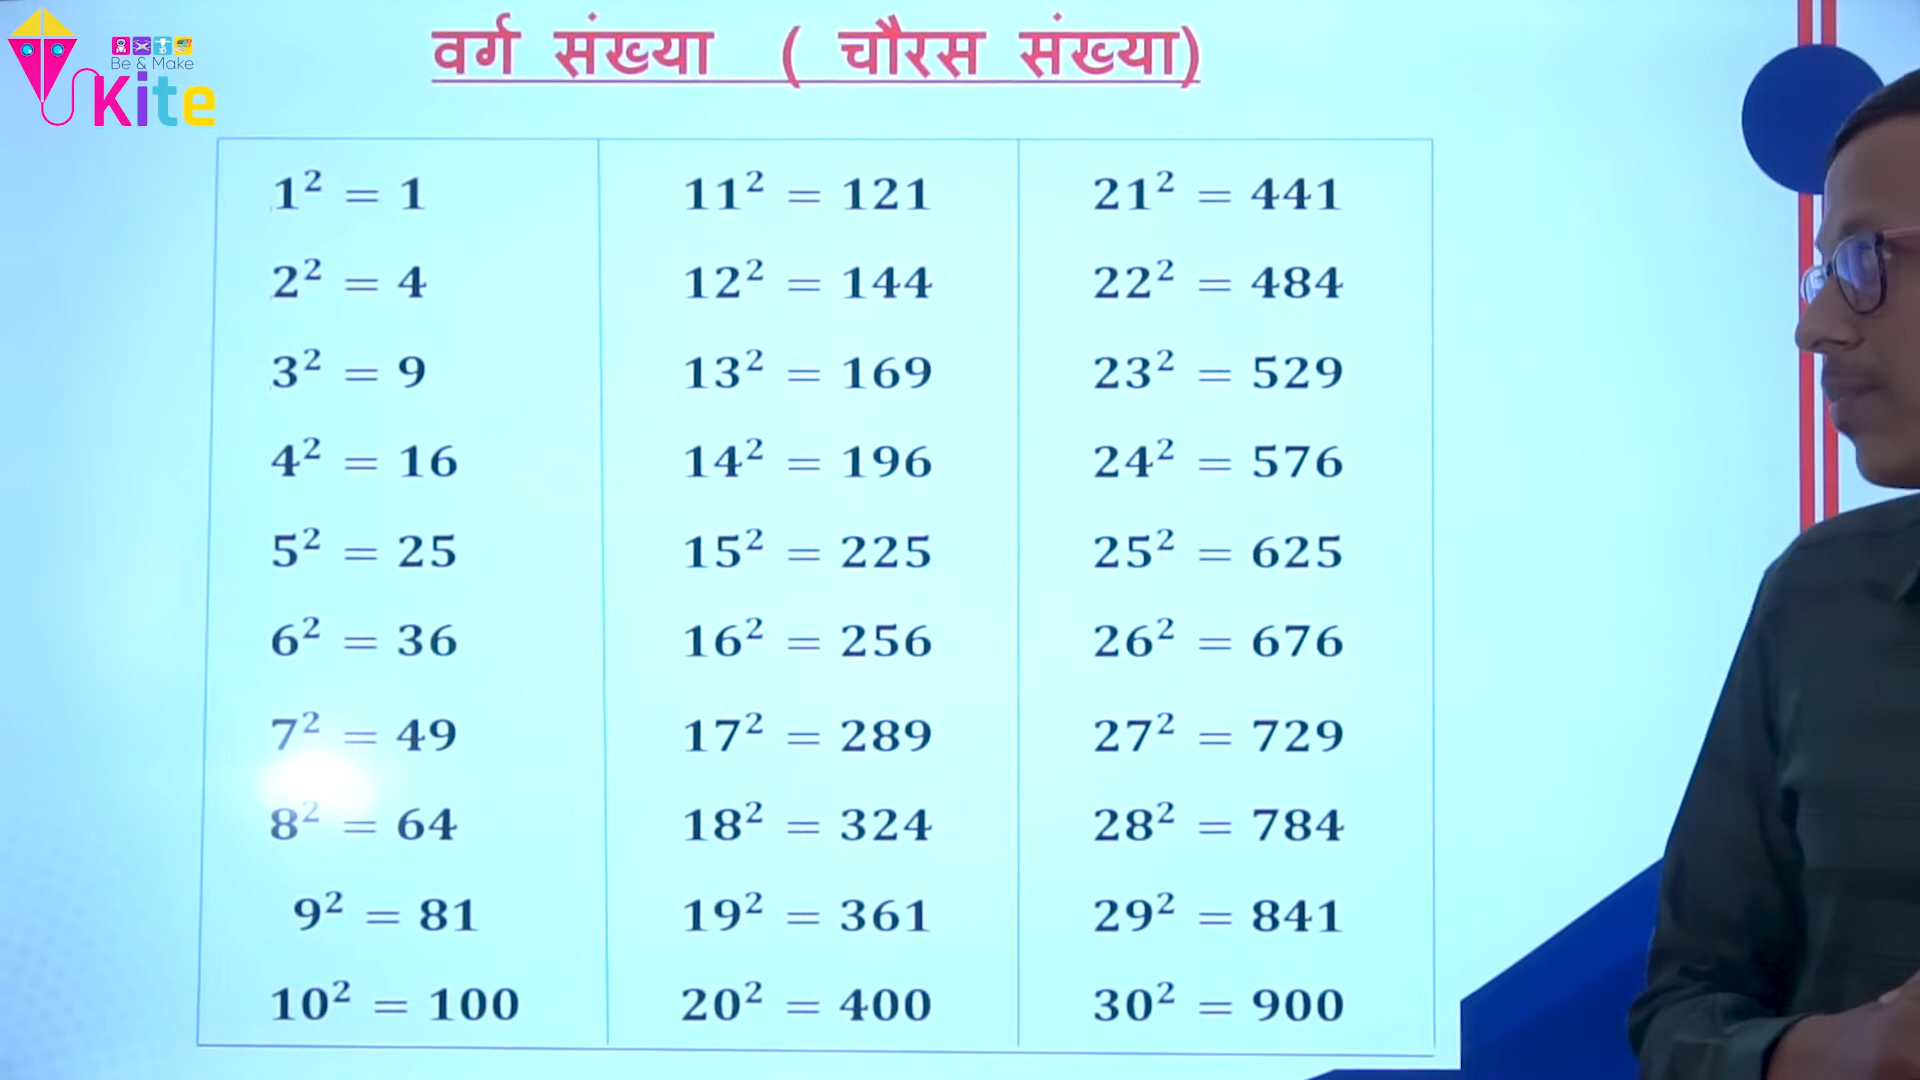 Be & Make
Kite
वर्ग संख्या ( चौरस संख्या)
1² = 1
2² = 4
3² = 9
4² = 16
5² = 25
6² = 36
7² = 49
8² = 64
9² = 81
10² = 100
11² = 121
12² = 144
13² = 169
14² = 196
15² = 225
16² = 256
17² = 289
18² = 324
19² = 361
20² = 400
21² = 441
22² = 484
23² = 529
24² = 576
25² = 625
26² = 676
27² = 729
28² = 784
29² = 841
30² = 900